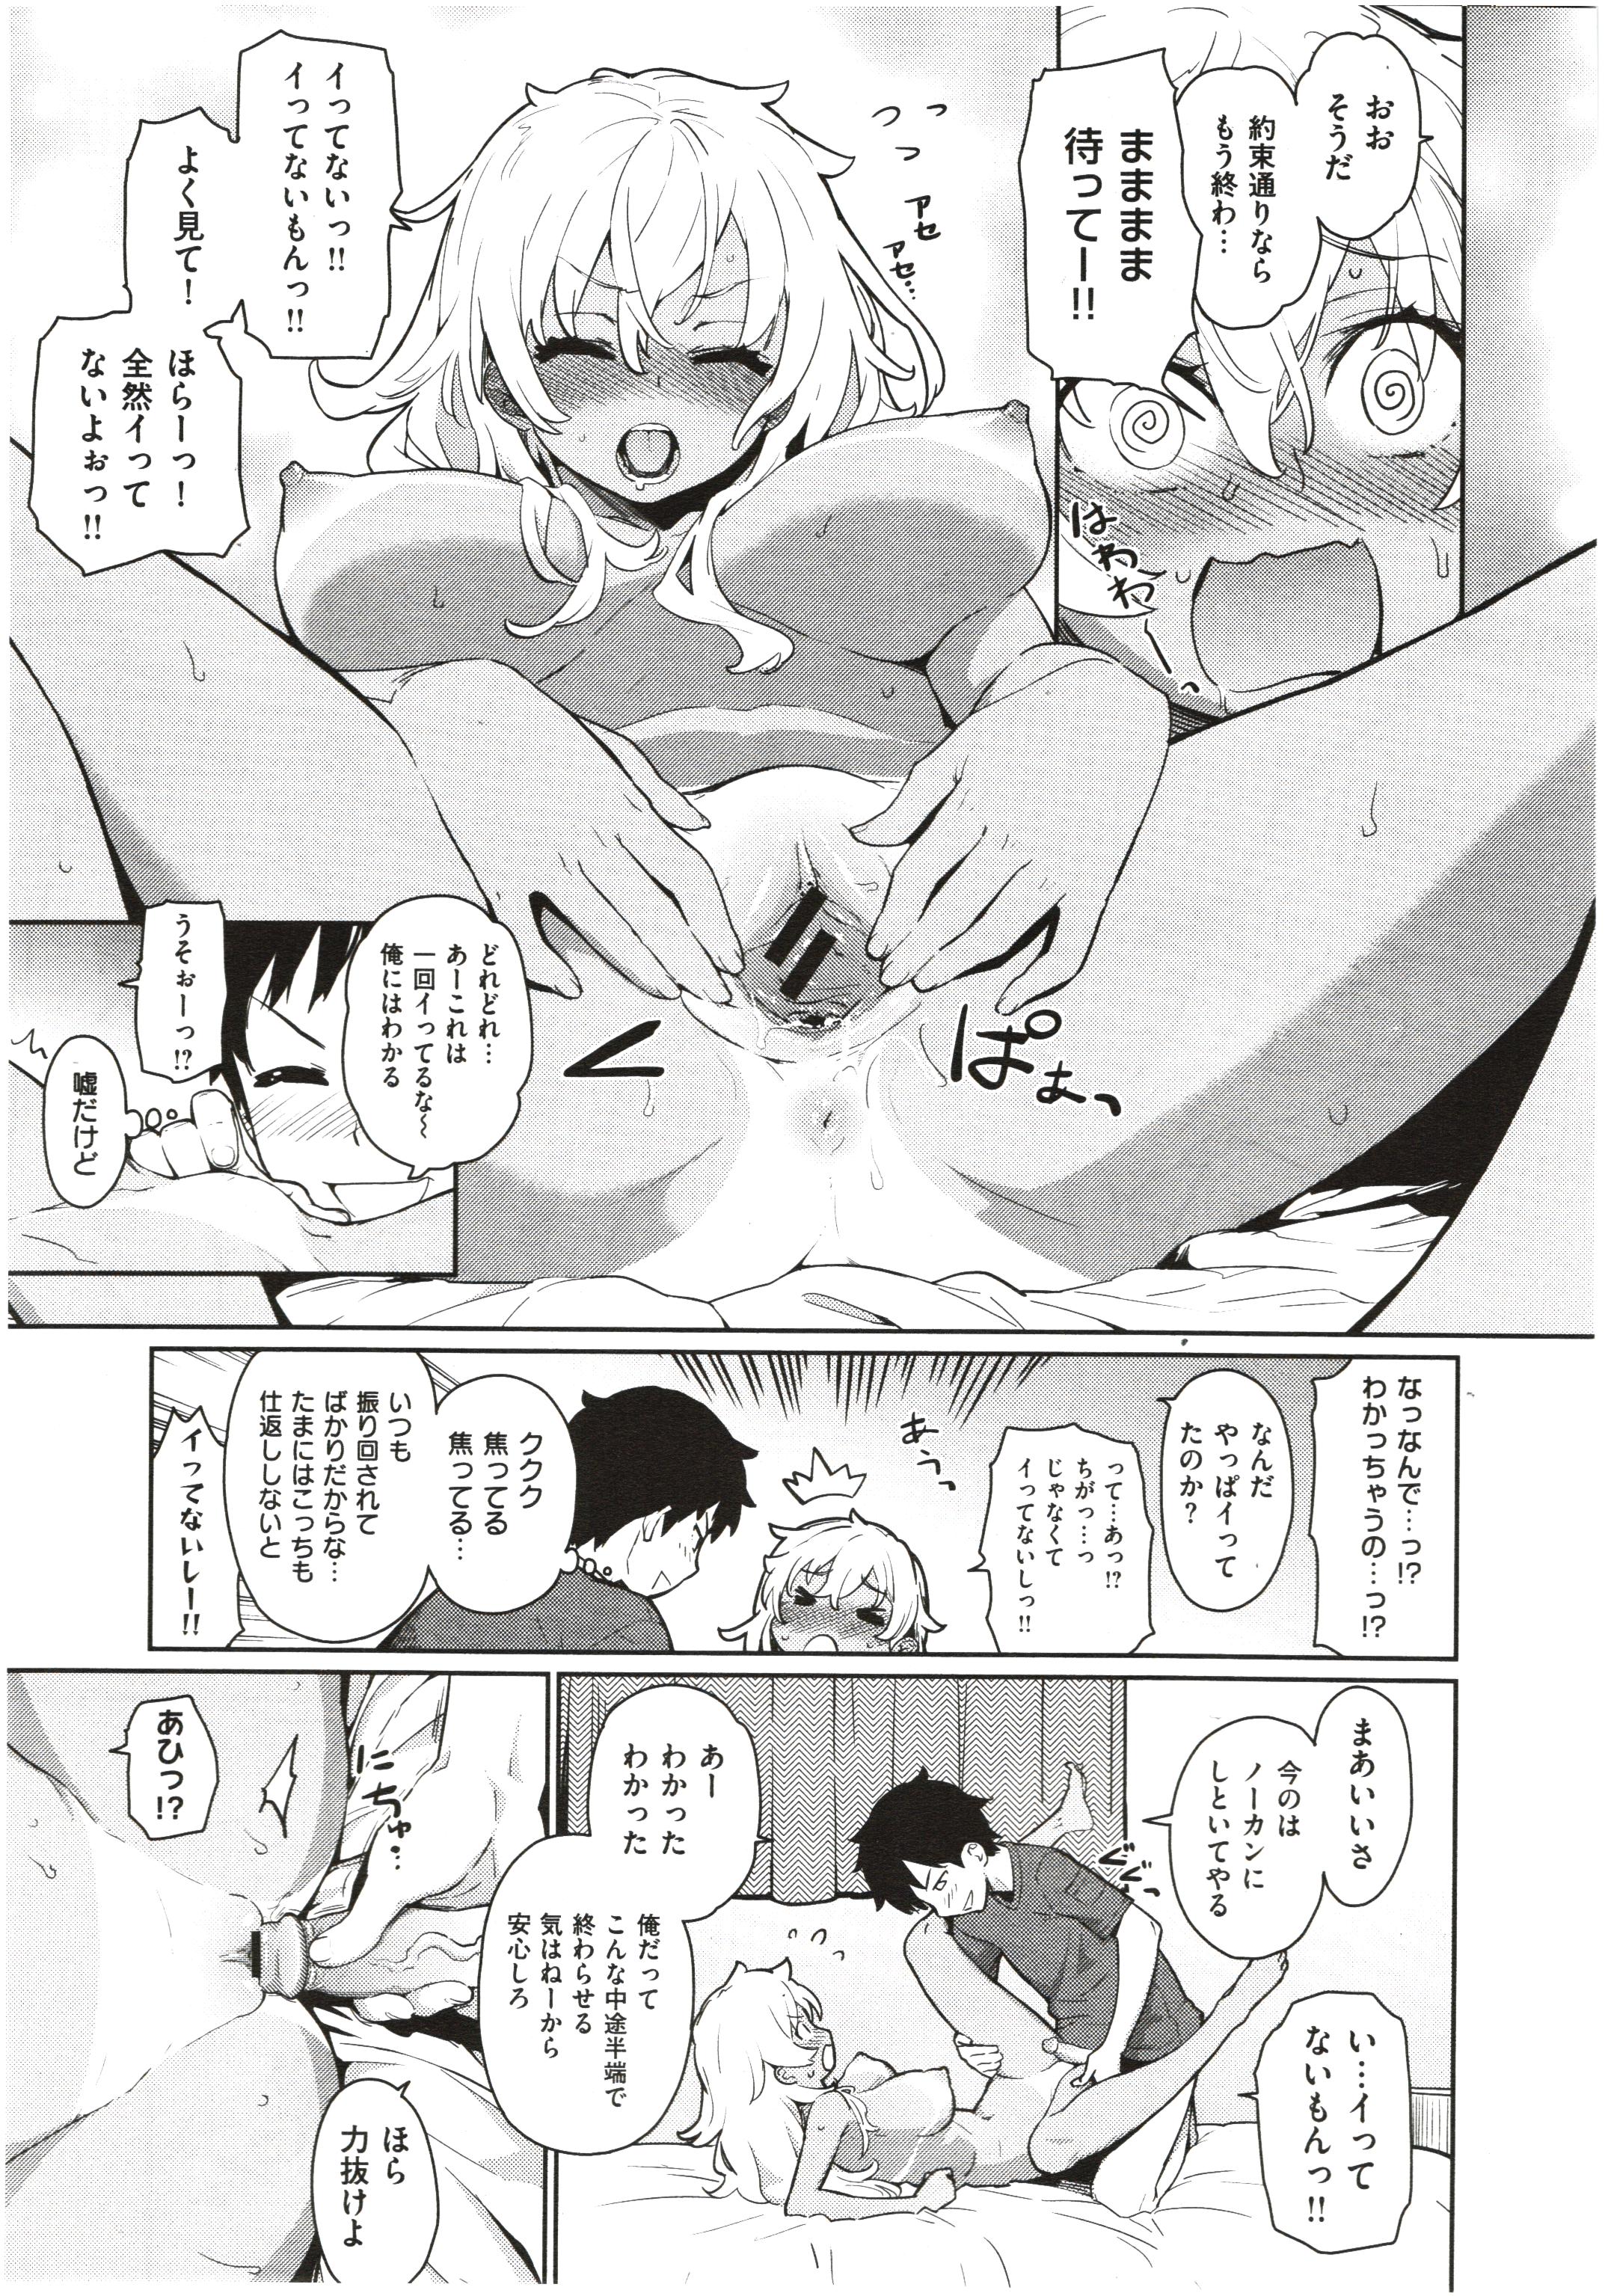 おお
そうだ
約束通りなら
もう終わ…
まままま
待ってー!!
はわわーっ
アセ
アセ…
イってないっ!!
イってないもんっ!!
よく見て！
ほらーっ！
全然イって
ないよぉっ!!
くぱぁっ
どれどれ…
あーこれは
一回イってるな〜
俺にはわかる
うそぉーっ!?
嘘だけど
なっなんで…っ!?
わかっちゃうの…っ!?
なんだ
やっぱイって
たのか？
って…あっ!?
ちがっ…っ
じゃなくて
イってないしっ!!
あうっ
ククク
焦ってる
焦ってる…
いつも
振り回されて
ばかりだからな…
たまにはこっちも
仕返ししないと
イってないしー!!
まあいいさ
今のは
ノーカンに
しといてやる
い…イって
ないもんっ!!
ぐぐっ
あー
わかった
わかった
俺だって
こんな中途半端で
終わらせる
気はねーから
安心しろ
にちゅ…
あひっ!?
ほら
力抜けよ